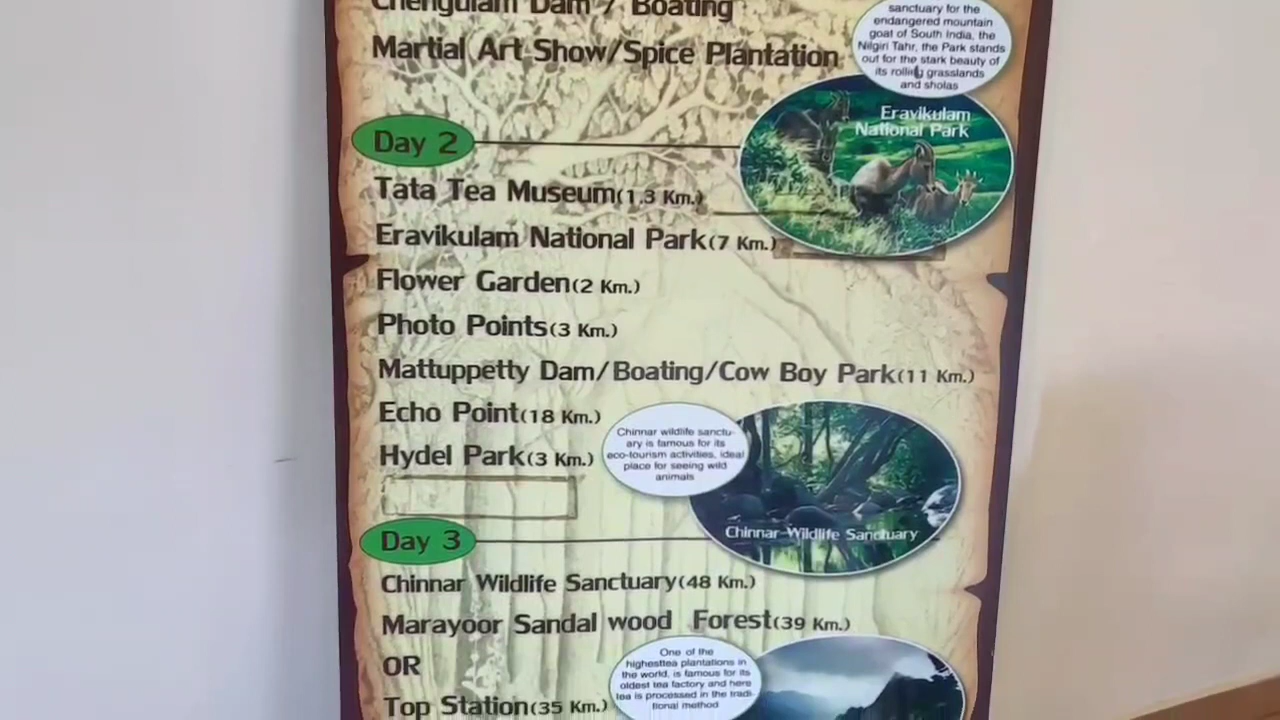 Chengulam Dam / Boating
Martial Art Show/Spice Plantation
sanctuary for the
endangered mountain
goat of South India, the
Nilgiri Tahr, the Park stands
out for the stark beauty of
its rolling grasslands
and sholas
Eravikulam
National Park
Day 2
Tata Tea Museum(1.3 Km.)
Eravikulam National Park(7 Km.)
Flower Garden(2 Km.)
Photo Points(3 Km.)
Mattuppetty Dam/Boating/Cow Boy Park(11 Km.)
Echo Point(18 Km.)
Hydel Park(3 Km.)
Chinnar wildlife sanctu-
ary is famous for its
eco-tourism activities, ideal
place for seeing wild
animals
Chinnar Wildlife Sanctuary
Day 3
Chinnar Wildlife Sanctuary(48 Km.)
Marayoor Sandal wood Forest(39 Km.)
OR
Top Station(35 Km.)
One of the
highesttea plantations in
the world, is famous for its
oldest tea factory and here
tea is processed in the tradi-
tional method